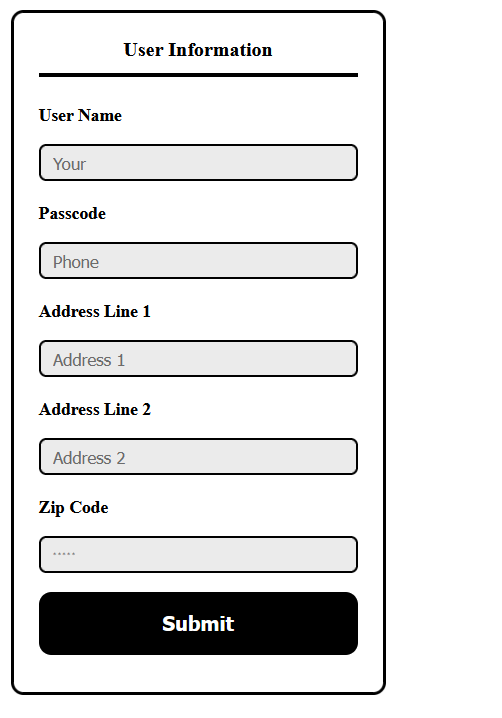 User Information
User Name
Your
Passcode
Phone
Address Line 1
Address 1
Address Line 2
Address 2
Zip Code
·····
Submit